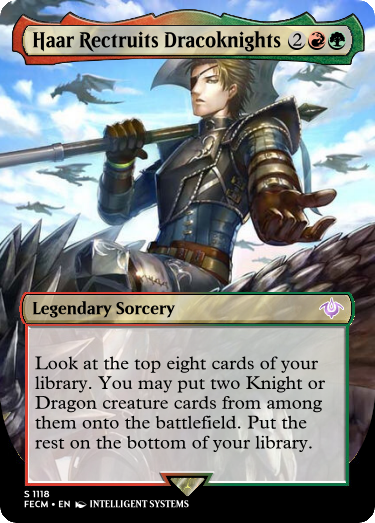 Haar Rectruits Dracoknights 2
Legendary Sorcery
Look at the top eight cards of your
library. You may put two Knight or
Dragon creature cards from among
them onto the battlefield. Put the
rest on the bottom of your library.
S 1118
FECM • EN INTELLIGENT SYSTEMS